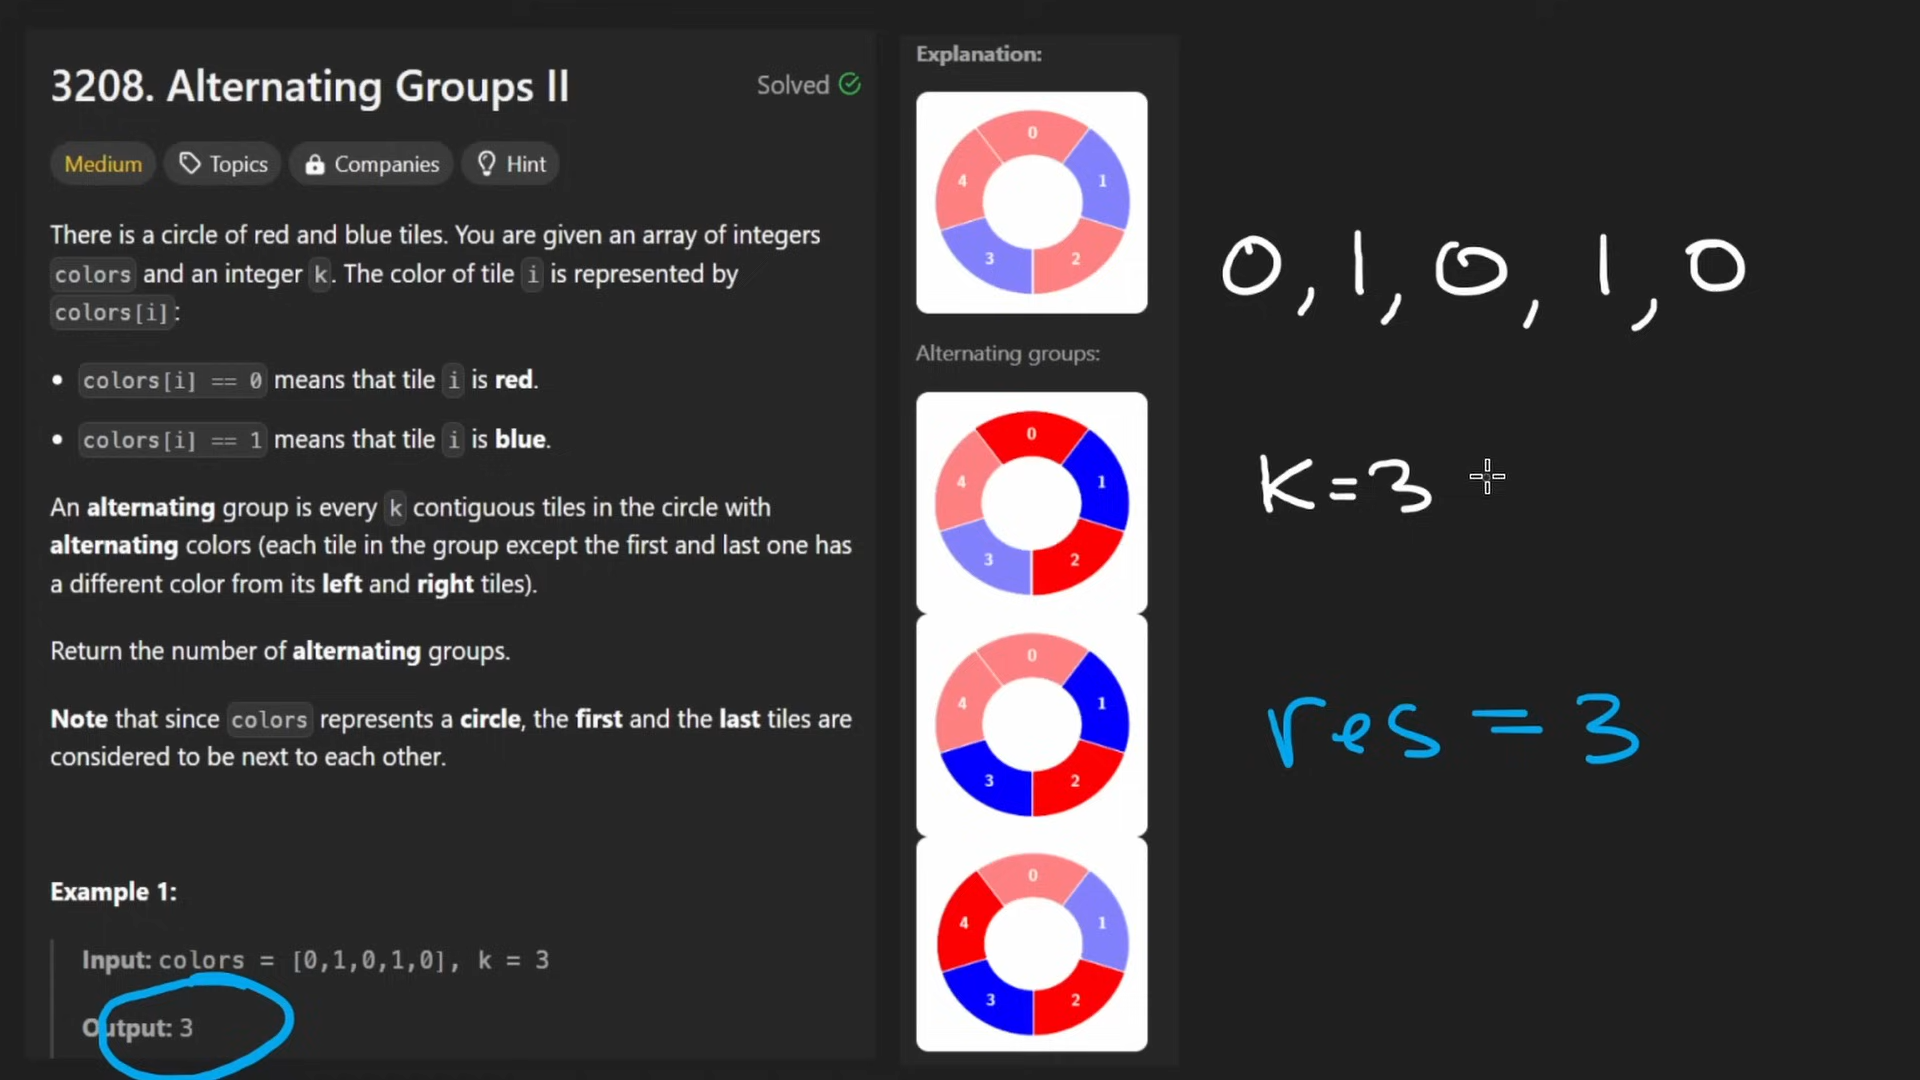 3208. Alternating Groups II
Solved
Medium
Topics
Companies
Hint
There is a circle of red and blue tiles. You are given an array of integers
colors and an integer k. The color of tile i is represented by
colors[i]:
• colors[i] == 0 means that tile i is red.
• colors[i] == 1 means that tile i is blue.
An alternating group is every k contiguous tiles in the circle with
alternating colors (each tile in the group except the first and last one has
a different color from its left and right tiles).
Return the number of alternating groups.
Note that since colors represents a circle, the first and the last tiles are
considered to be next to each other.
Example 1:
Input: colors = [0,1,0,1,0], k = 3
Output: 3
Explanation:
0
4
1
3
2
Alternating groups:
0
4
1
3
2
0
4
1
3
2
0
4
1
3
2
0, 1, 0, 1, 0
K=3
res = 3